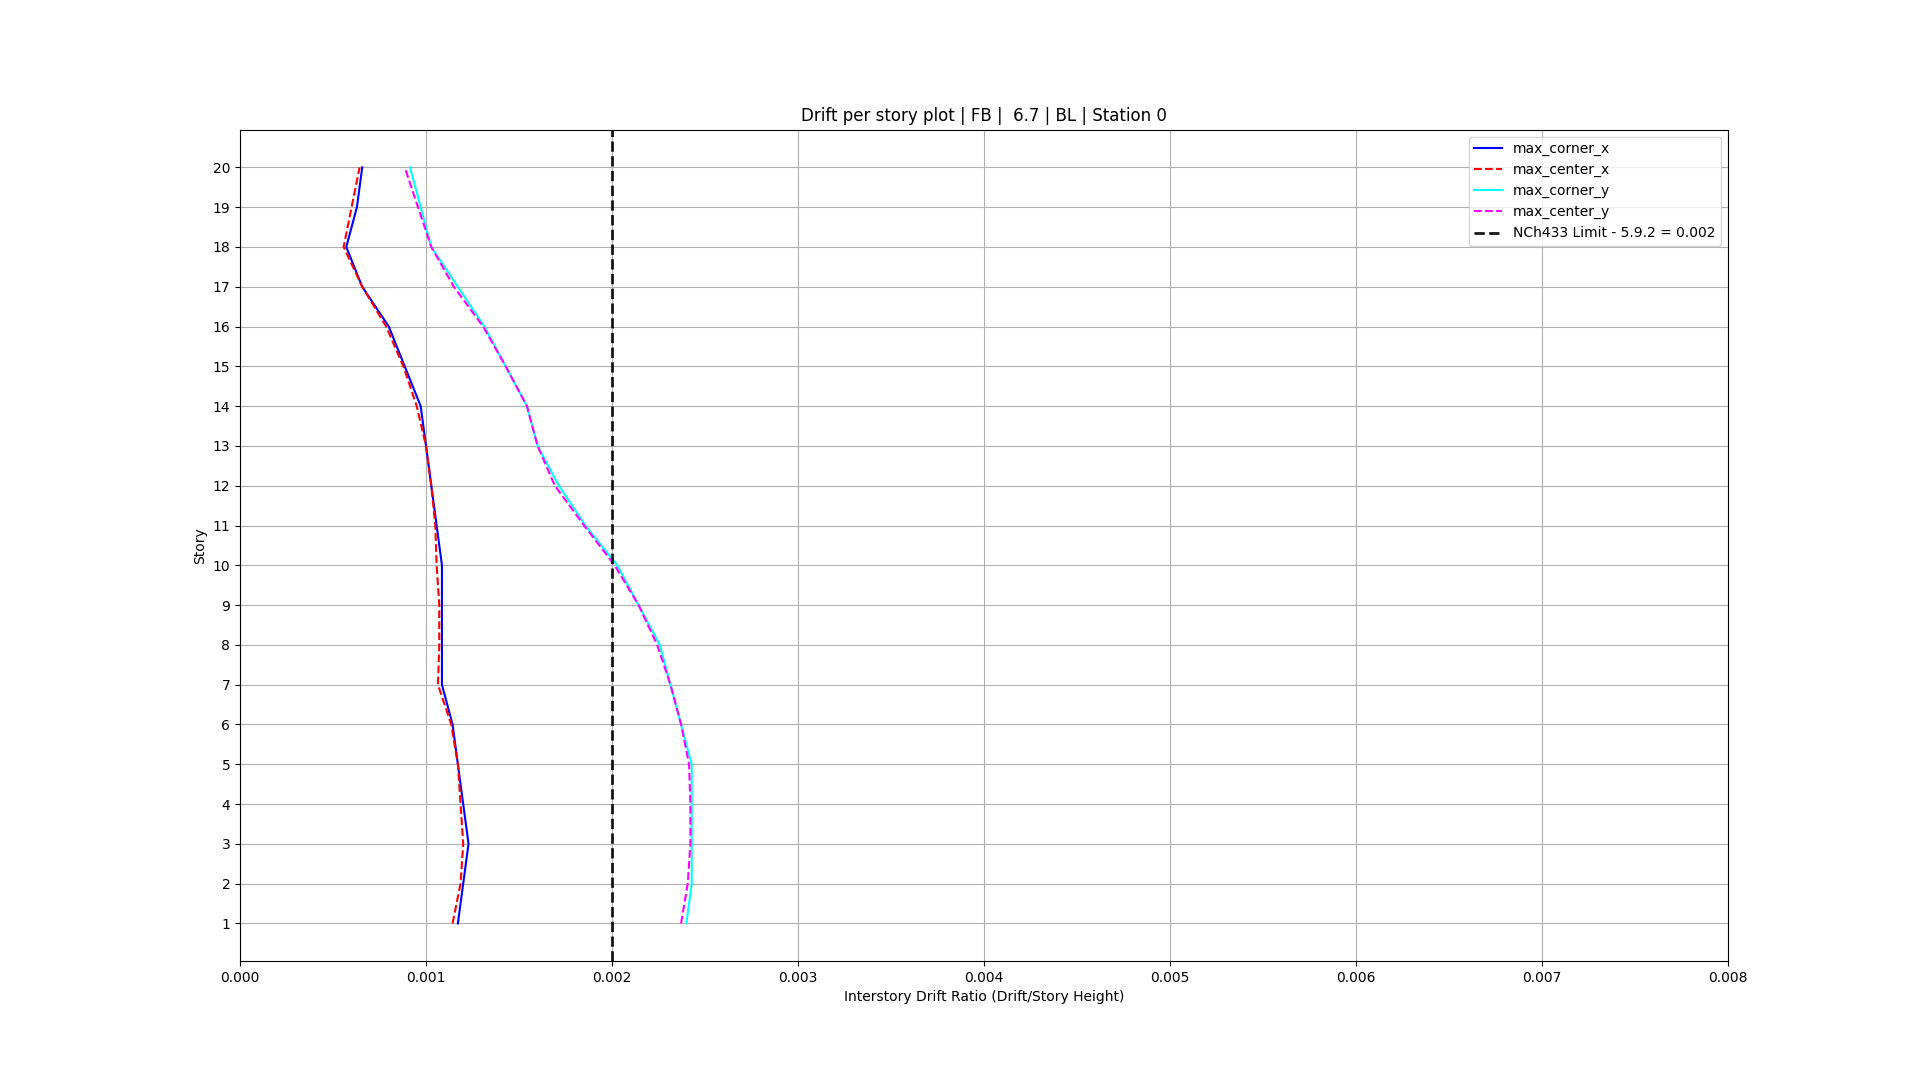 Drift per story plot | FB |  6.7 | BL | Station 0
max_corner_x
max_center_x
max_corner_y
max_center_y
NCh433 Limit - 5.9.2 = 0.002
20
19
18
17
16
15
14
13
12
11
10
9
8
7
6
5
4
3
2
1
Story
0.000 0.001 0.002 0.003 0.004 0.005 0.006 0.007 0.008
Interstory Drift Ratio (Drift/Story Height)